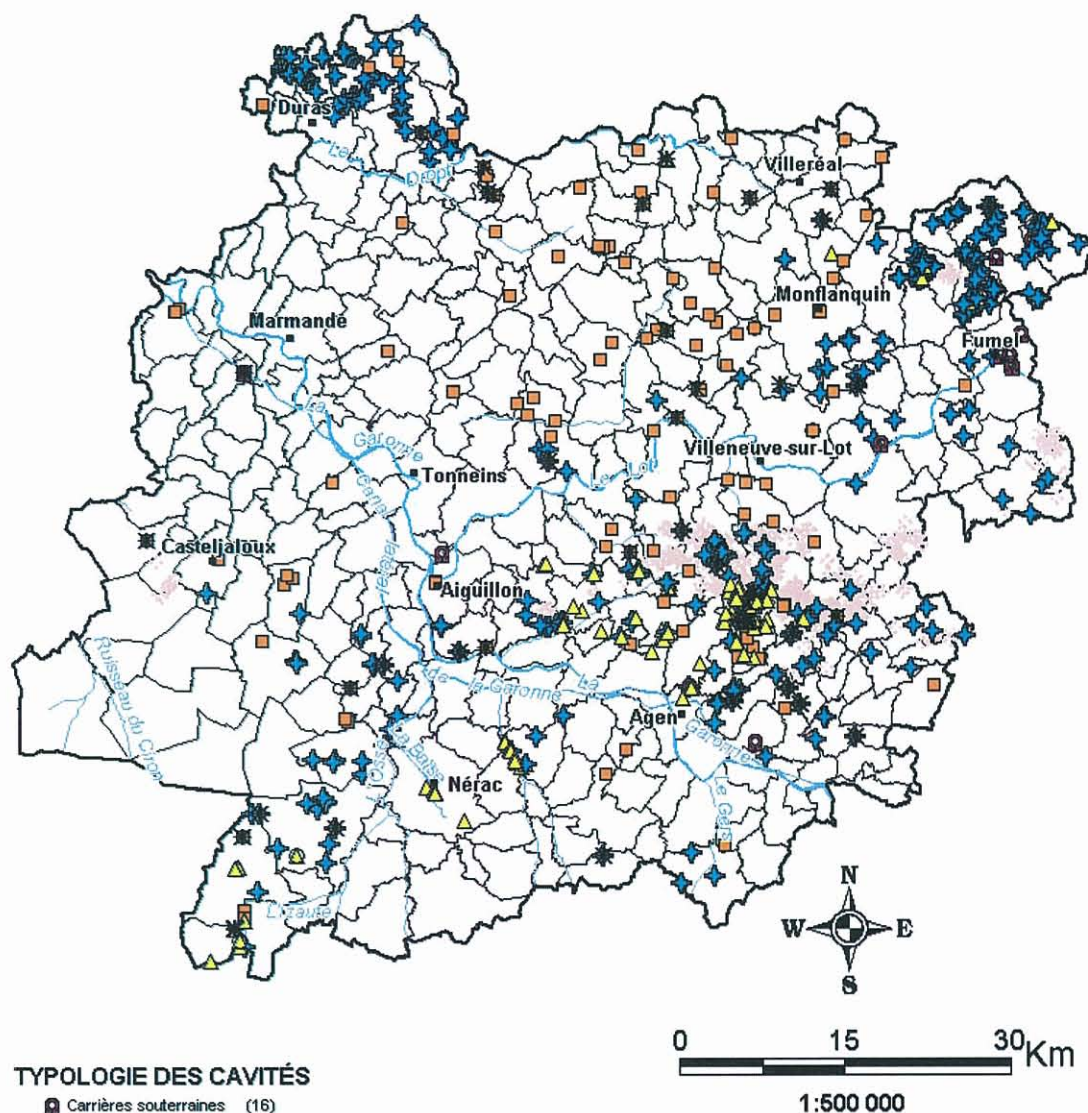 Duras
Le Dropt
Villeréal
Monflanquin
Marmande
Fumel
La Garonne
Villeneuve-sur-Lot
Tonneins
Le Lot
Canal latéral
Casteljaloux
Aiguillon
Ruisseau du Ciron
de la Garonne
La Garonne
Agen
L'Osse
La Baïse
Nérac
Le Gers
L'Izaute
N
W
E
S
0 15 30 Km
1:500 000
TYPOLOGIE DES CAVITÉS
Carrières souterraines (16)